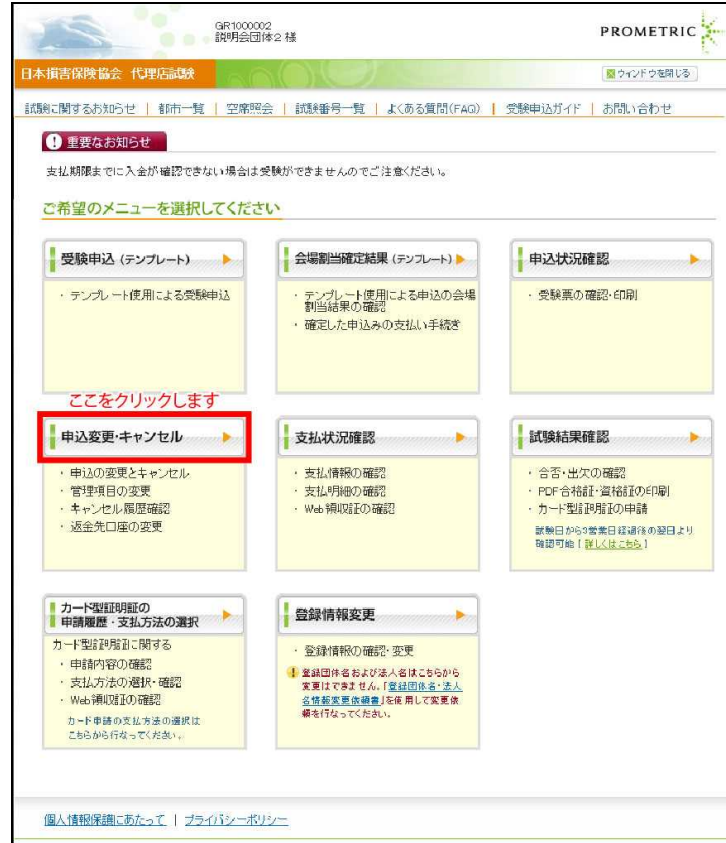 GR1000002
説明会団体2 様
PROMETRIC
日本損害保険協会 代理店試験
ウィンドウを閉じる
試験に関するお知らせ | 都市一覧 | 空席照会 | 試験番号一覧 | よくある質問(FAQ) | 受験申込ガイド | お問い合わせ
重要なお知らせ
支払期限までに入金が確認できない場合は受験ができませんのでご注意ください。
ご希望のメニューを選択してください
受験申込（テンプレート）
・ テンプレート使用による受験申込
会場割当確定結果（テンプレート）
・ テンプレート使用による申込の会場
割当結果の確認
・ 確定した申込みの支払い手続き
申込状況確認
・ 受験票の確認・印刷
ここをクリックします
申込変更・キャンセル
・ 申込の変更とキャンセル
・ 管理項目の変更
・ キャンセル履歴確認
・ 返金先口座の変更
支払状況確認
・ 支払情報の確認
・ 支払明細の確認
・ Web領収証の確認
試験結果確認
・ 合否・出欠の確認
・ PDF合格証・資格証の印刷
・ カード型証明証の申請
試験日から3営業日経過後の翌日より
確認可能［詳しくはこちら］
カード型証明証の
申請履歴・支払方法の選択
カード型証明証に関する
・ 申請内容の確認
・ 支払方法の選択・確認
・ Web領収証の確認
カード申請の支払方法の選択は
こちらから行なってください。
登録情報変更
・ 登録情報の確認・変更
登録団体名および法人名はこちらから
変更はできません。「登録団体名・法人
名情報変更依頼書」を使用して変更依
頼を行なってください。
個人情報保護にあたって | プライバシーポリシー